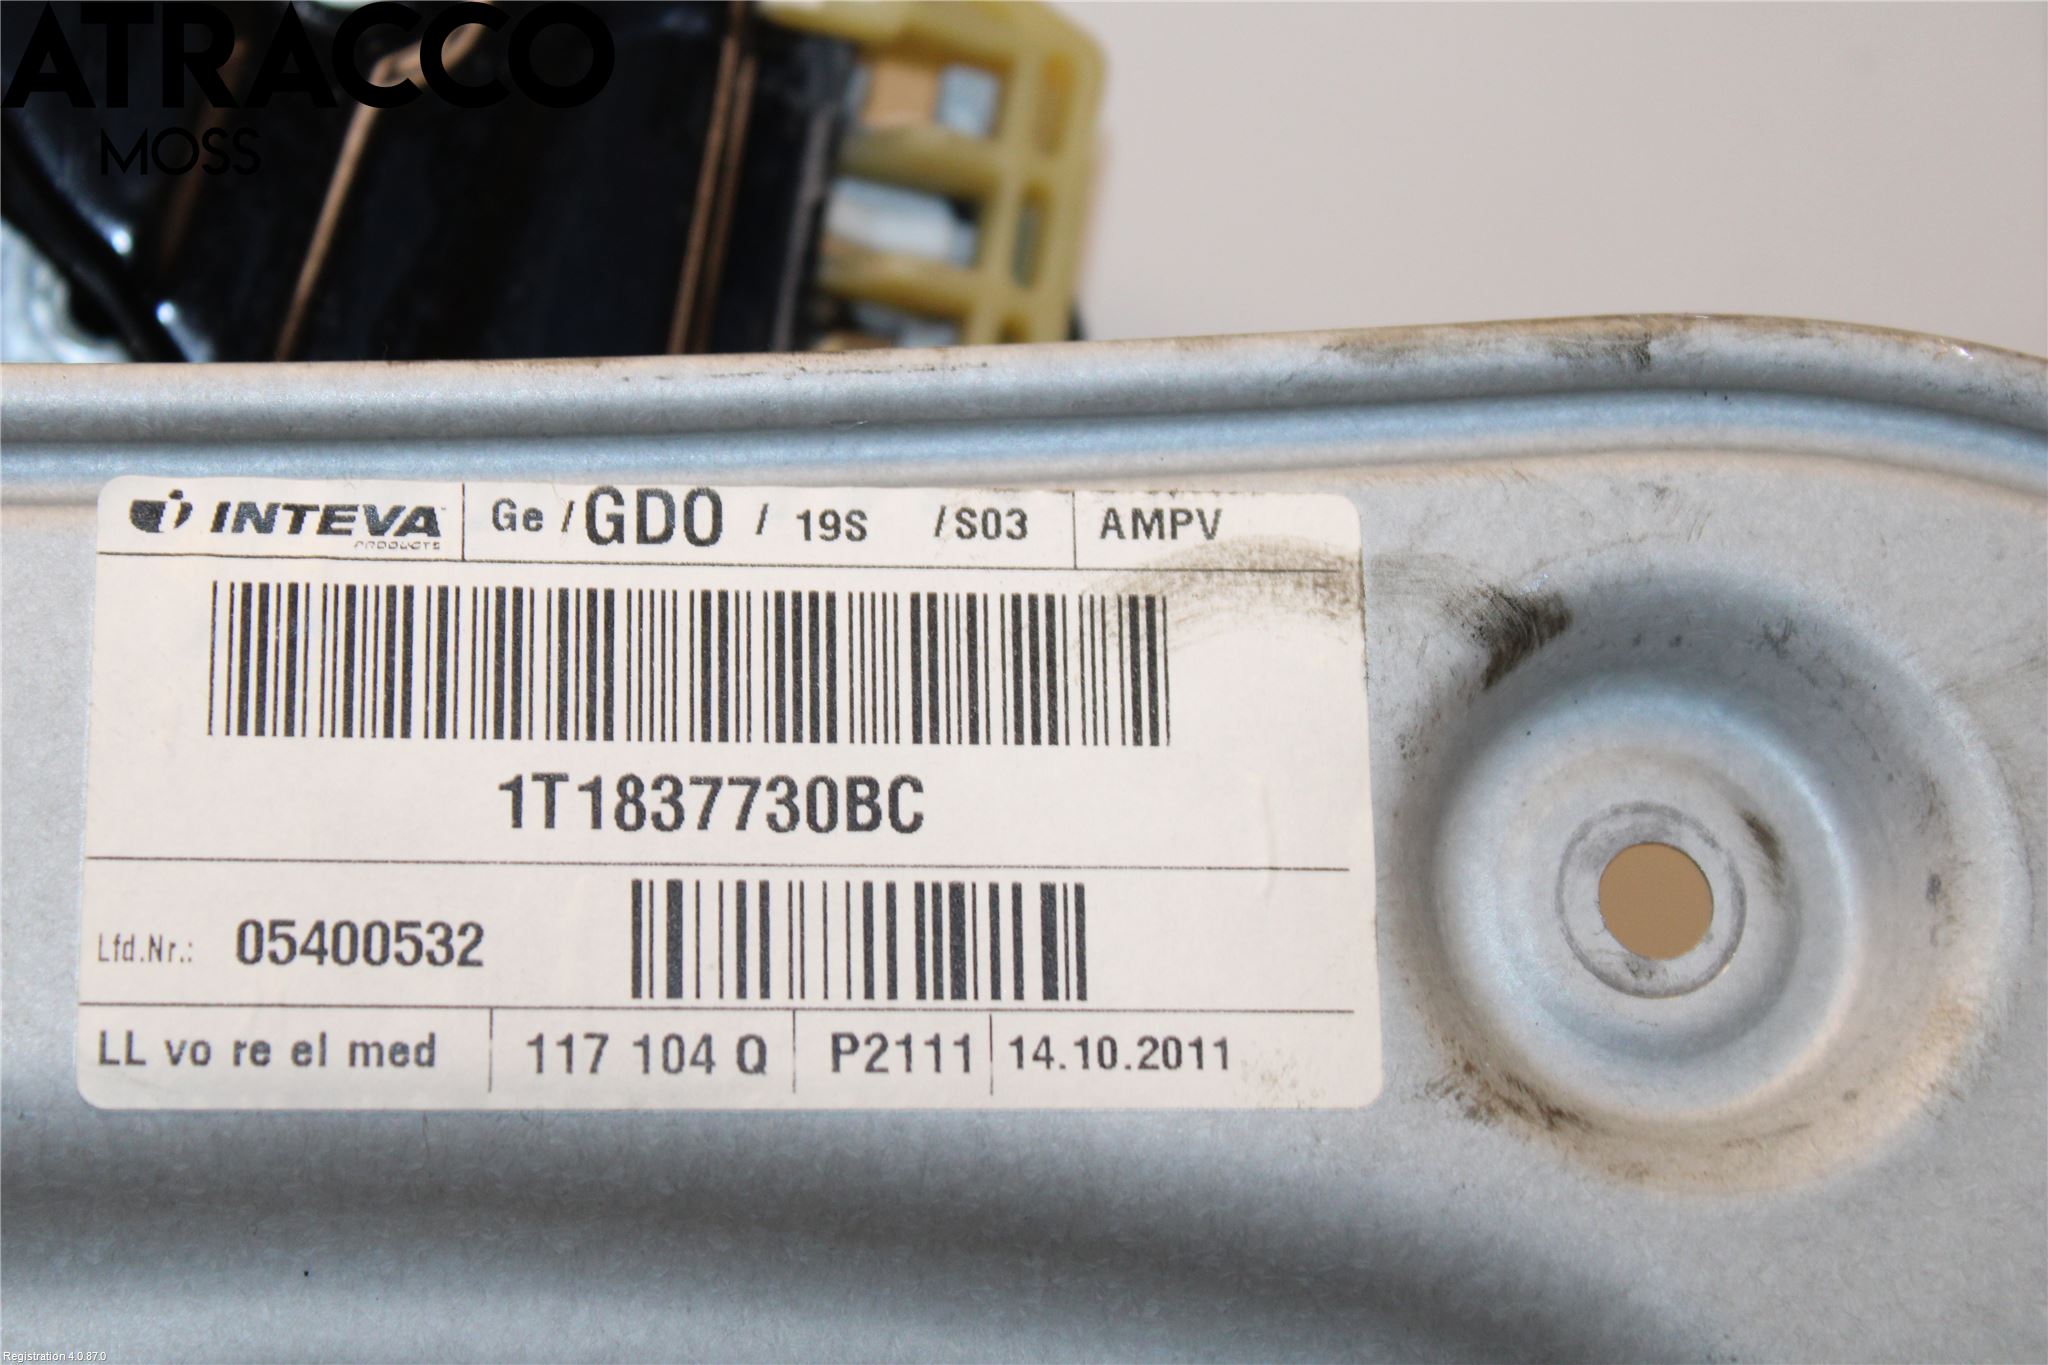 ATRACCO
MOSS
INTEVA PRODUCTS Ge / GDO / 19S / S03 AMPV
1T1837730BC
Lfd.Nr.: 05400532
LL vo re el med 117 104 Q P2111 14.10.2011
Registration 4.0.87.0